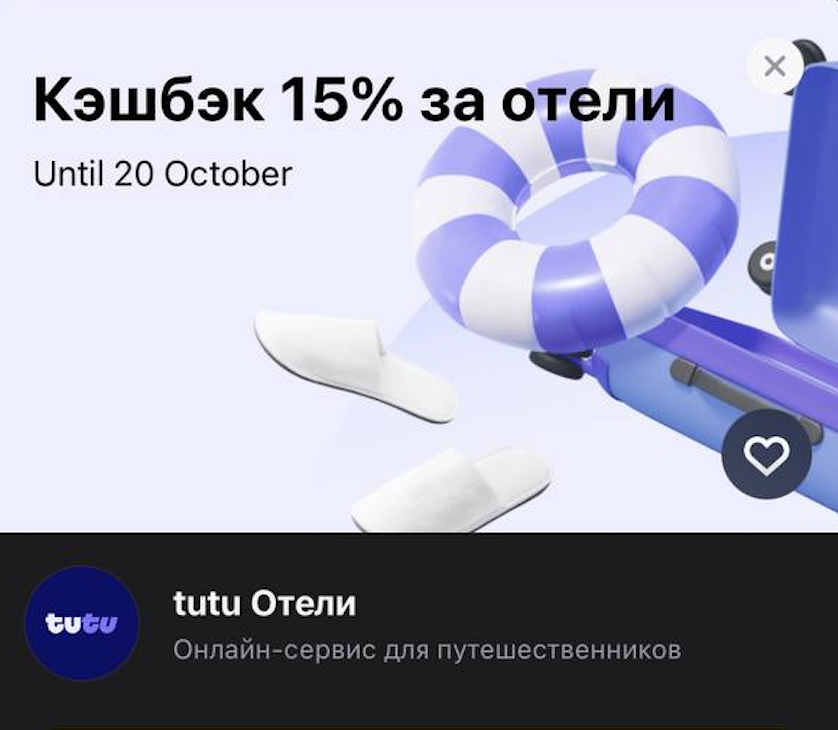 Кэшбэк 15% за отели
Until 20 October
tutu
tutu Отели
Онлайн-сервис для путешественников